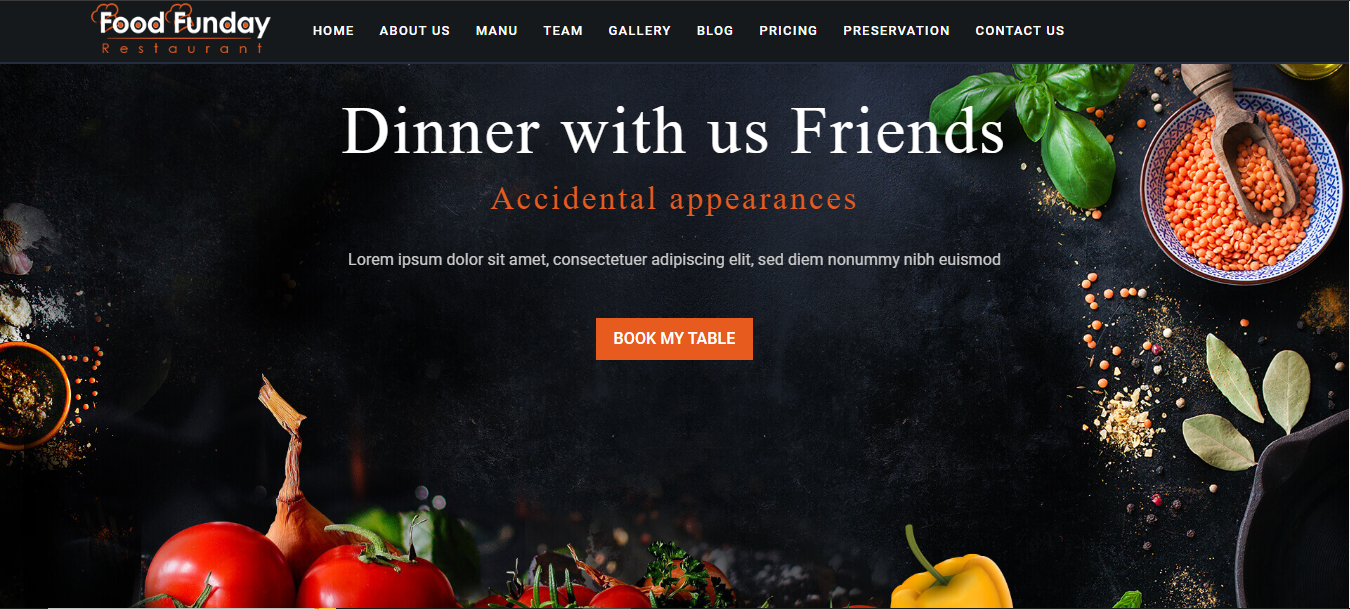 Food Funday
Restaurant
HOME ABOUT US MANU TEAM GALLERY BLOG PRICING PRESERVATION CONTACT US
Dinner with us Friends
Accidental appearances
Lorem ipsum dolor sit amet, consectetuer adipiscing elit, sed diem nonummy nibh euismod
BOOK MY TABLE